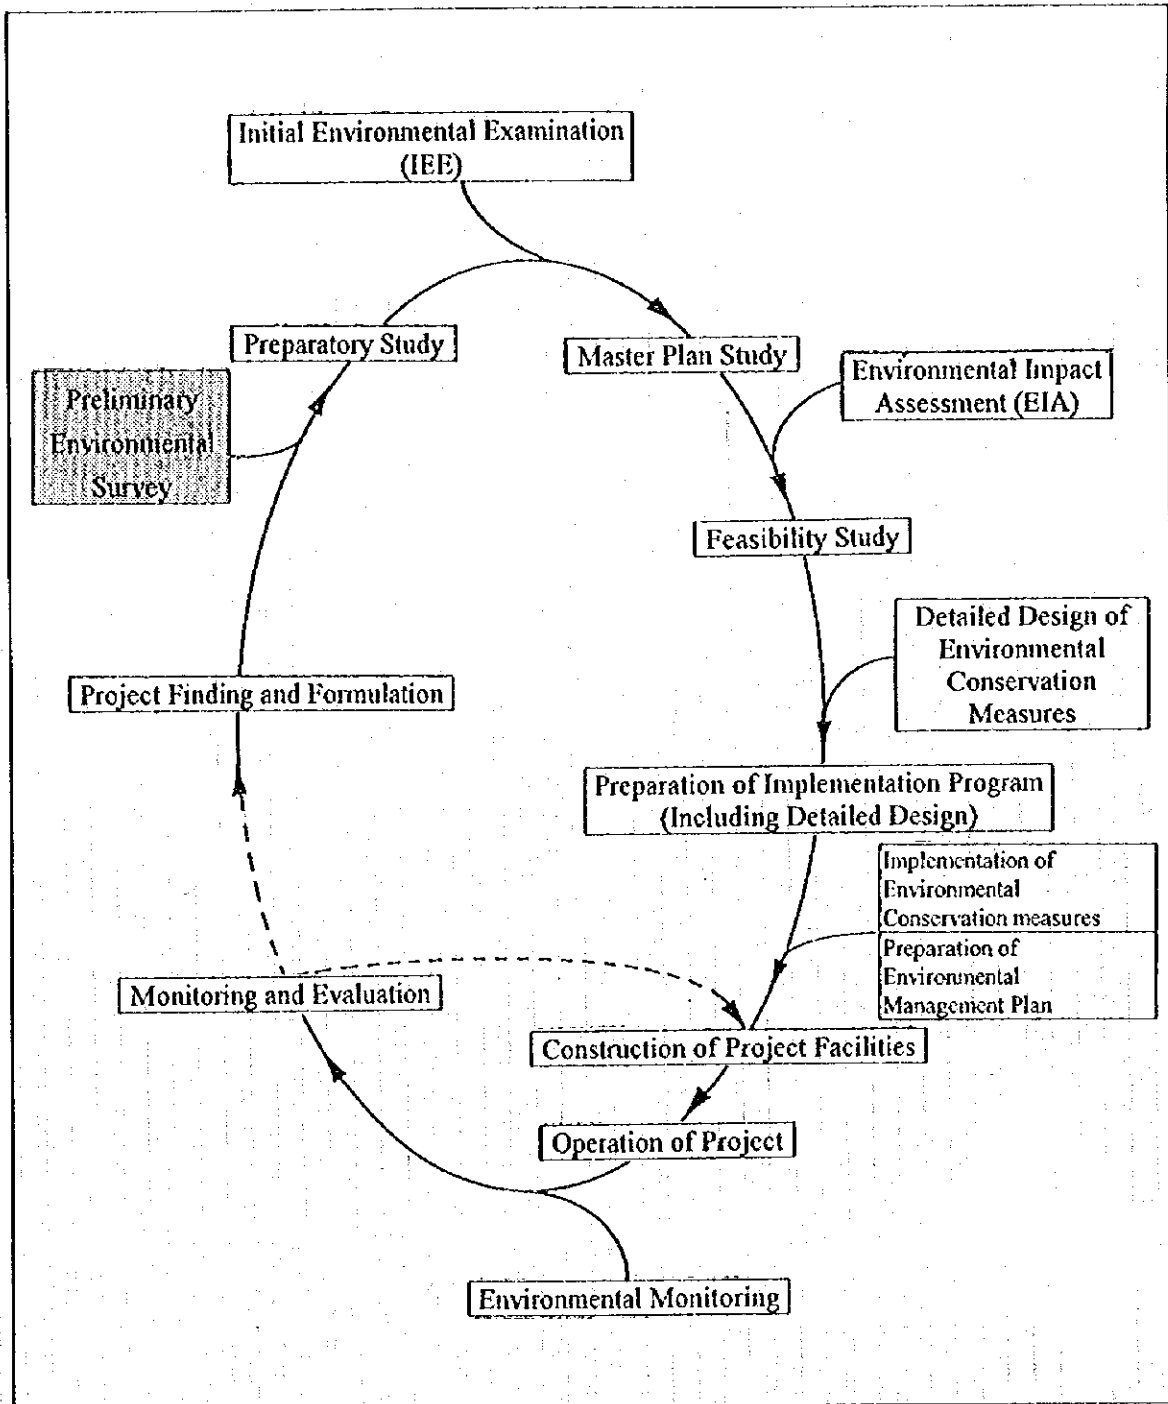 Initial Environmental Examination
(IEE)
Preparatory Study
Master Plan Study
Preliminary
Environmental
Survey
Environmental Impact
Assessment (EIA)
Feasibility Study
Detailed Design of
Environmental
Conservation
Measures
Project Finding and Formulation
Preparation of Implementation Program
(Including Detailed Design)
Implementation of
Environmental
Conservation measures
Preparation of
Environmental
Management Plan
Monitoring and Evaluation
Construction of Project Facilities
Operation of Project
Environmental Monitoring